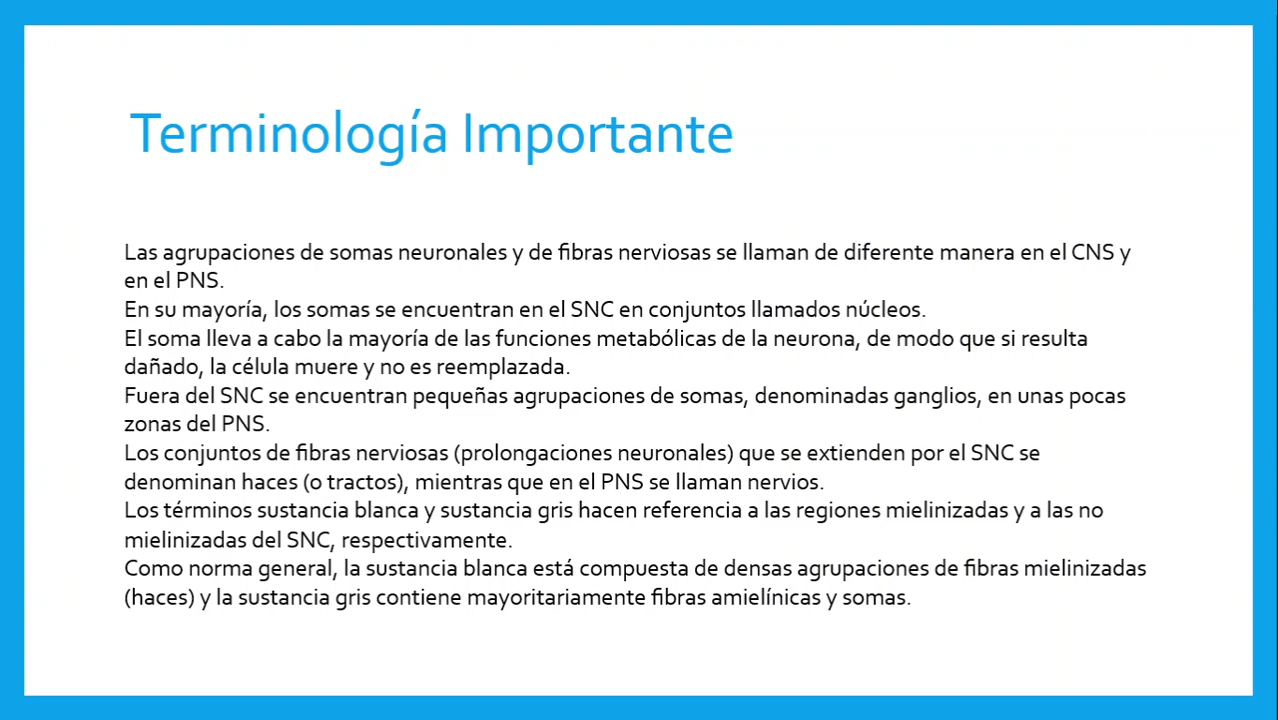 Terminología Importante
Las agrupaciones de somas neuronales y de fibras nerviosas se llaman de diferente manera en el CNS y
en el PNS.
En su mayoría, los somas se encuentran en el SNC en conjuntos llamados núcleos.
El soma lleva a cabo la mayoría de las funciones metabólicas de la neurona, de modo que si resulta
dañado, la célula muere y no es reemplazada.
Fuera del SNC se encuentran pequeñas agrupaciones de somas, denominadas ganglios, en unas pocas
zonas del PNS.
Los conjuntos de fibras nerviosas (prolongaciones neuronales) que se extienden por el SNC se
denominan haces (o tractos), mientras que en el PNS se llaman nervios.
Los términos sustancia blanca y sustancia gris hacen referencia a las regiones mielinizadas y a las no
mielinizadas del SNC, respectivamente.
Como norma general, la sustancia blanca está compuesta de densas agrupaciones de fibras mielinizadas
(haces) y la sustancia gris contiene mayoritariamente fibras amielínicas y somas.